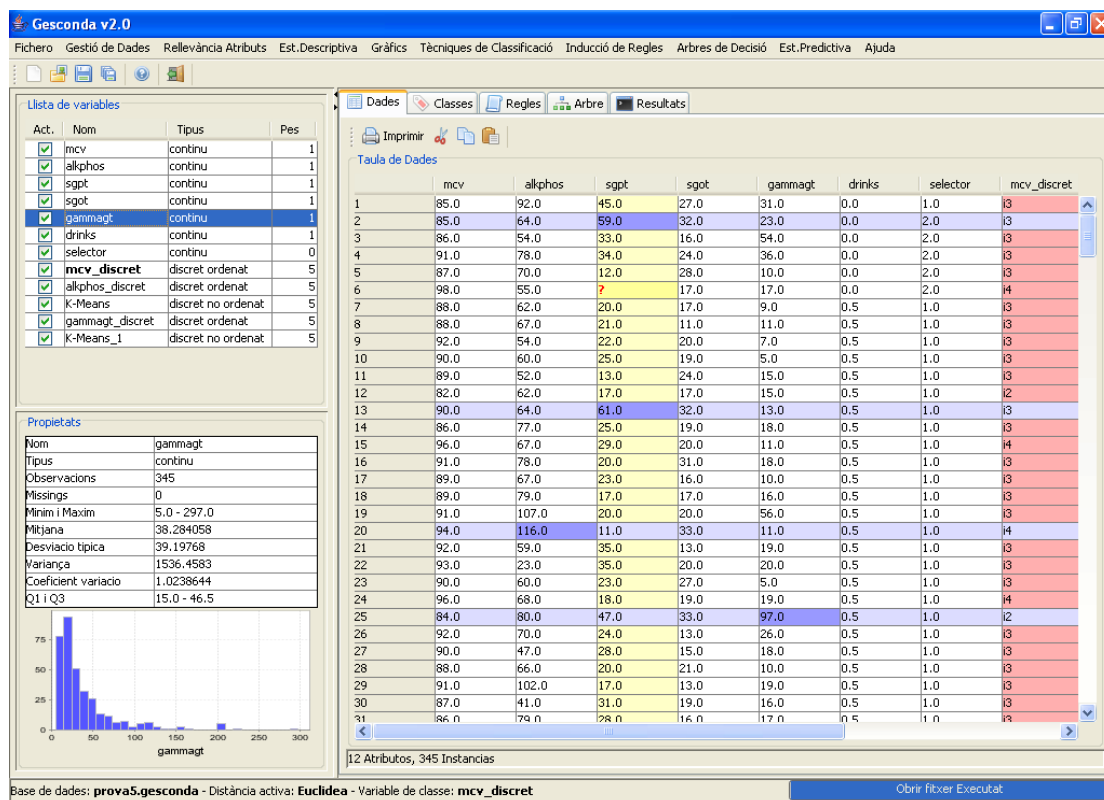 Gesconda v2.0
Fichero Gestió de Dades Rellevància Atributs Est.Descriptiva Gràfics Tècniques de Classificació Inducció de Regles Arbres de Decisió Est.Predictiva Ajuda
Llista de variables
Act. Nom Tipus Pes
mcv continu 1
alkphos continu 1
sgpt continu 1
sgot continu 1
gammagt continu 1
drinks continu 1
selector continu 0
mcv_discret discret ordenat 5
alkphos_discret discret ordenat 5
K-Means discret no ordenat 5
gammagt_discret discret ordenat 5
K-Means_1 discret no ordenat 5
Propietats
Nom gammagt
Tipus continu
Observacions 345
Missings 0
Minim i Maxim 5.0 - 297.0
Mitjana 38.284058
Desviacio tipica 39.19768
Varianca 1536.4583
Coeficient variacio 1.0238644
Q1 i Q3 15.0 - 46.5
75
50
25
0
0 50 100 150 200 250 300
gammagt
Dades Classes Regles Arbre Resultats
Imprimir
Taula de Dades
mcv alkphos sgpt sgot gammagt drinks selector mcv_discret
1 85.0 92.0 45.0 27.0 31.0 0.0 1.0 i3
2 85.0 64.0 59.0 32.0 23.0 0.0 2.0 i3
3 86.0 54.0 33.0 16.0 54.0 0.0 2.0 i3
4 91.0 78.0 34.0 24.0 36.0 0.0 2.0 i3
5 87.0 70.0 12.0 28.0 10.0 0.0 2.0 i3
6 98.0 55.0 ? 17.0 17.0 0.0 2.0 i4
7 88.0 62.0 20.0 17.0 9.0 0.5 1.0 i3
8 88.0 67.0 21.0 11.0 11.0 0.5 1.0 i3
9 92.0 54.0 22.0 20.0 7.0 0.5 1.0 i3
10 90.0 60.0 25.0 19.0 5.0 0.5 1.0 i3
11 89.0 52.0 13.0 24.0 15.0 0.5 1.0 i3
12 82.0 62.0 17.0 17.0 15.0 0.5 1.0 i2
13 90.0 64.0 61.0 32.0 13.0 0.5 1.0 i3
14 86.0 77.0 25.0 19.0 18.0 0.5 1.0 i3
15 96.0 67.0 29.0 20.0 11.0 0.5 1.0 i4
16 91.0 78.0 20.0 31.0 18.0 0.5 1.0 i3
17 89.0 67.0 23.0 16.0 10.0 0.5 1.0 i3
18 89.0 79.0 17.0 17.0 16.0 0.5 1.0 i3
19 91.0 107.0 20.0 20.0 56.0 0.5 1.0 i3
20 94.0 116.0 11.0 33.0 11.0 0.5 1.0 i4
21 92.0 59.0 35.0 13.0 19.0 0.5 1.0 i3
22 93.0 23.0 35.0 20.0 20.0 0.5 1.0 i3
23 90.0 60.0 23.0 27.0 5.0 0.5 1.0 i3
24 96.0 68.0 18.0 19.0 19.0 0.5 1.0 i4
25 84.0 80.0 47.0 33.0 97.0 0.5 1.0 i2
26 92.0 70.0 24.0 13.0 26.0 0.5 1.0 i3
27 90.0 47.0 28.0 15.0 18.0 0.5 1.0 i3
28 88.0 66.0 20.0 21.0 10.0 0.5 1.0 i3
29 91.0 102.0 17.0 13.0 19.0 0.5 1.0 i3
30 87.0 41.0 31.0 19.0 16.0 0.5 1.0 i3
31 86.0 79.0 28.0 16.0 17.0 0.5 1.0 i3
12 Atributos, 345 Instancias
Base de dades: prova5.gesconda - Distància activa: Euclidea - Variable de classe: mcv_discret
Obrir fitxer Executat